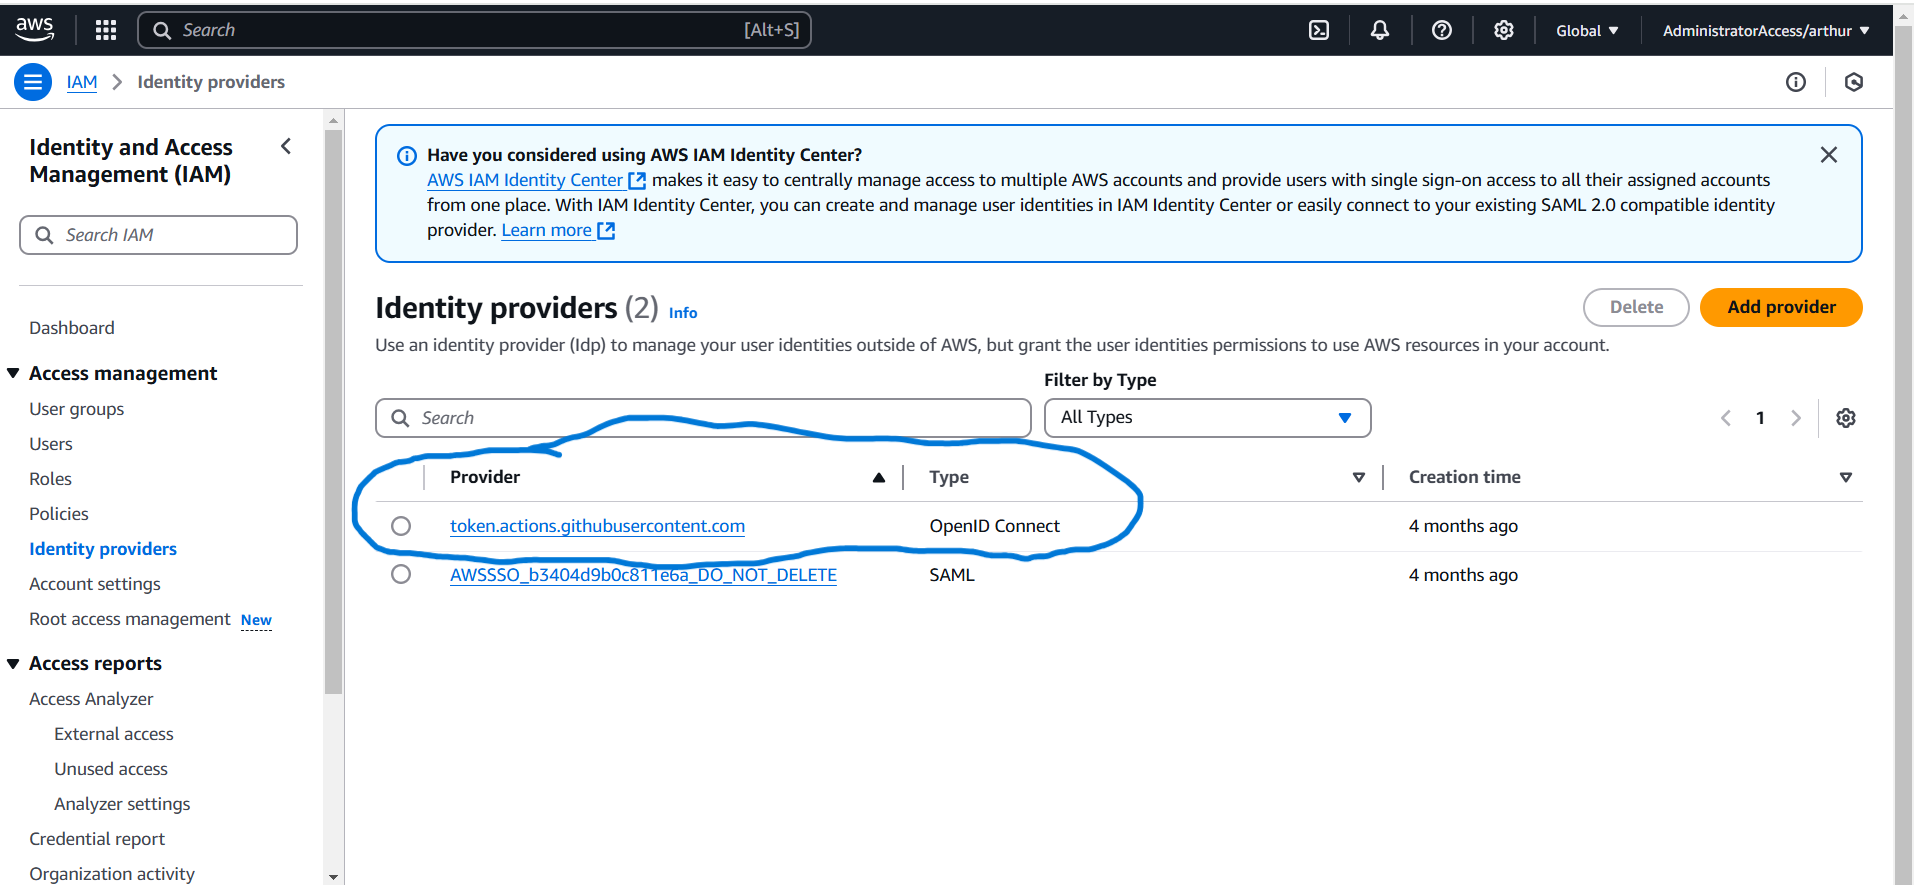 aws
Search
[Alt+S]
Global
AdministratorAccess/arthur
IAM
Identity providers
Identity and Access
Management (IAM)
Search IAM
Dashboard
Access management
User groups
Users
Roles
Policies
Identity providers
Account settings
Root access management New
Access reports
Access Analyzer
External access
Unused access
Analyzer settings
Credential report
Organization activity
Have you considered using AWS IAM Identity Center?
AWS IAM Identity Center makes it easy to centrally manage access to multiple AWS accounts and provide users with single sign-on access to all their assigned accounts
from one place. With IAM Identity Center, you can create and manage user identities in IAM Identity Center or easily connect to your existing SAML 2.0 compatible identity
provider. Learn more
Identity providers (2) Info
Delete
Add provider
Use an identity provider (Idp) to manage your user identities outside of AWS, but grant the user identities permissions to use AWS resources in your account.
Filter by Type
Search
All Types
1
Provider Type Creation time
token.actions.githubusercontent.com OpenID Connect 4 months ago
AWSSSO_b3404d9b0c811e6a_DO_NOT_DELETE SAML 4 months ago